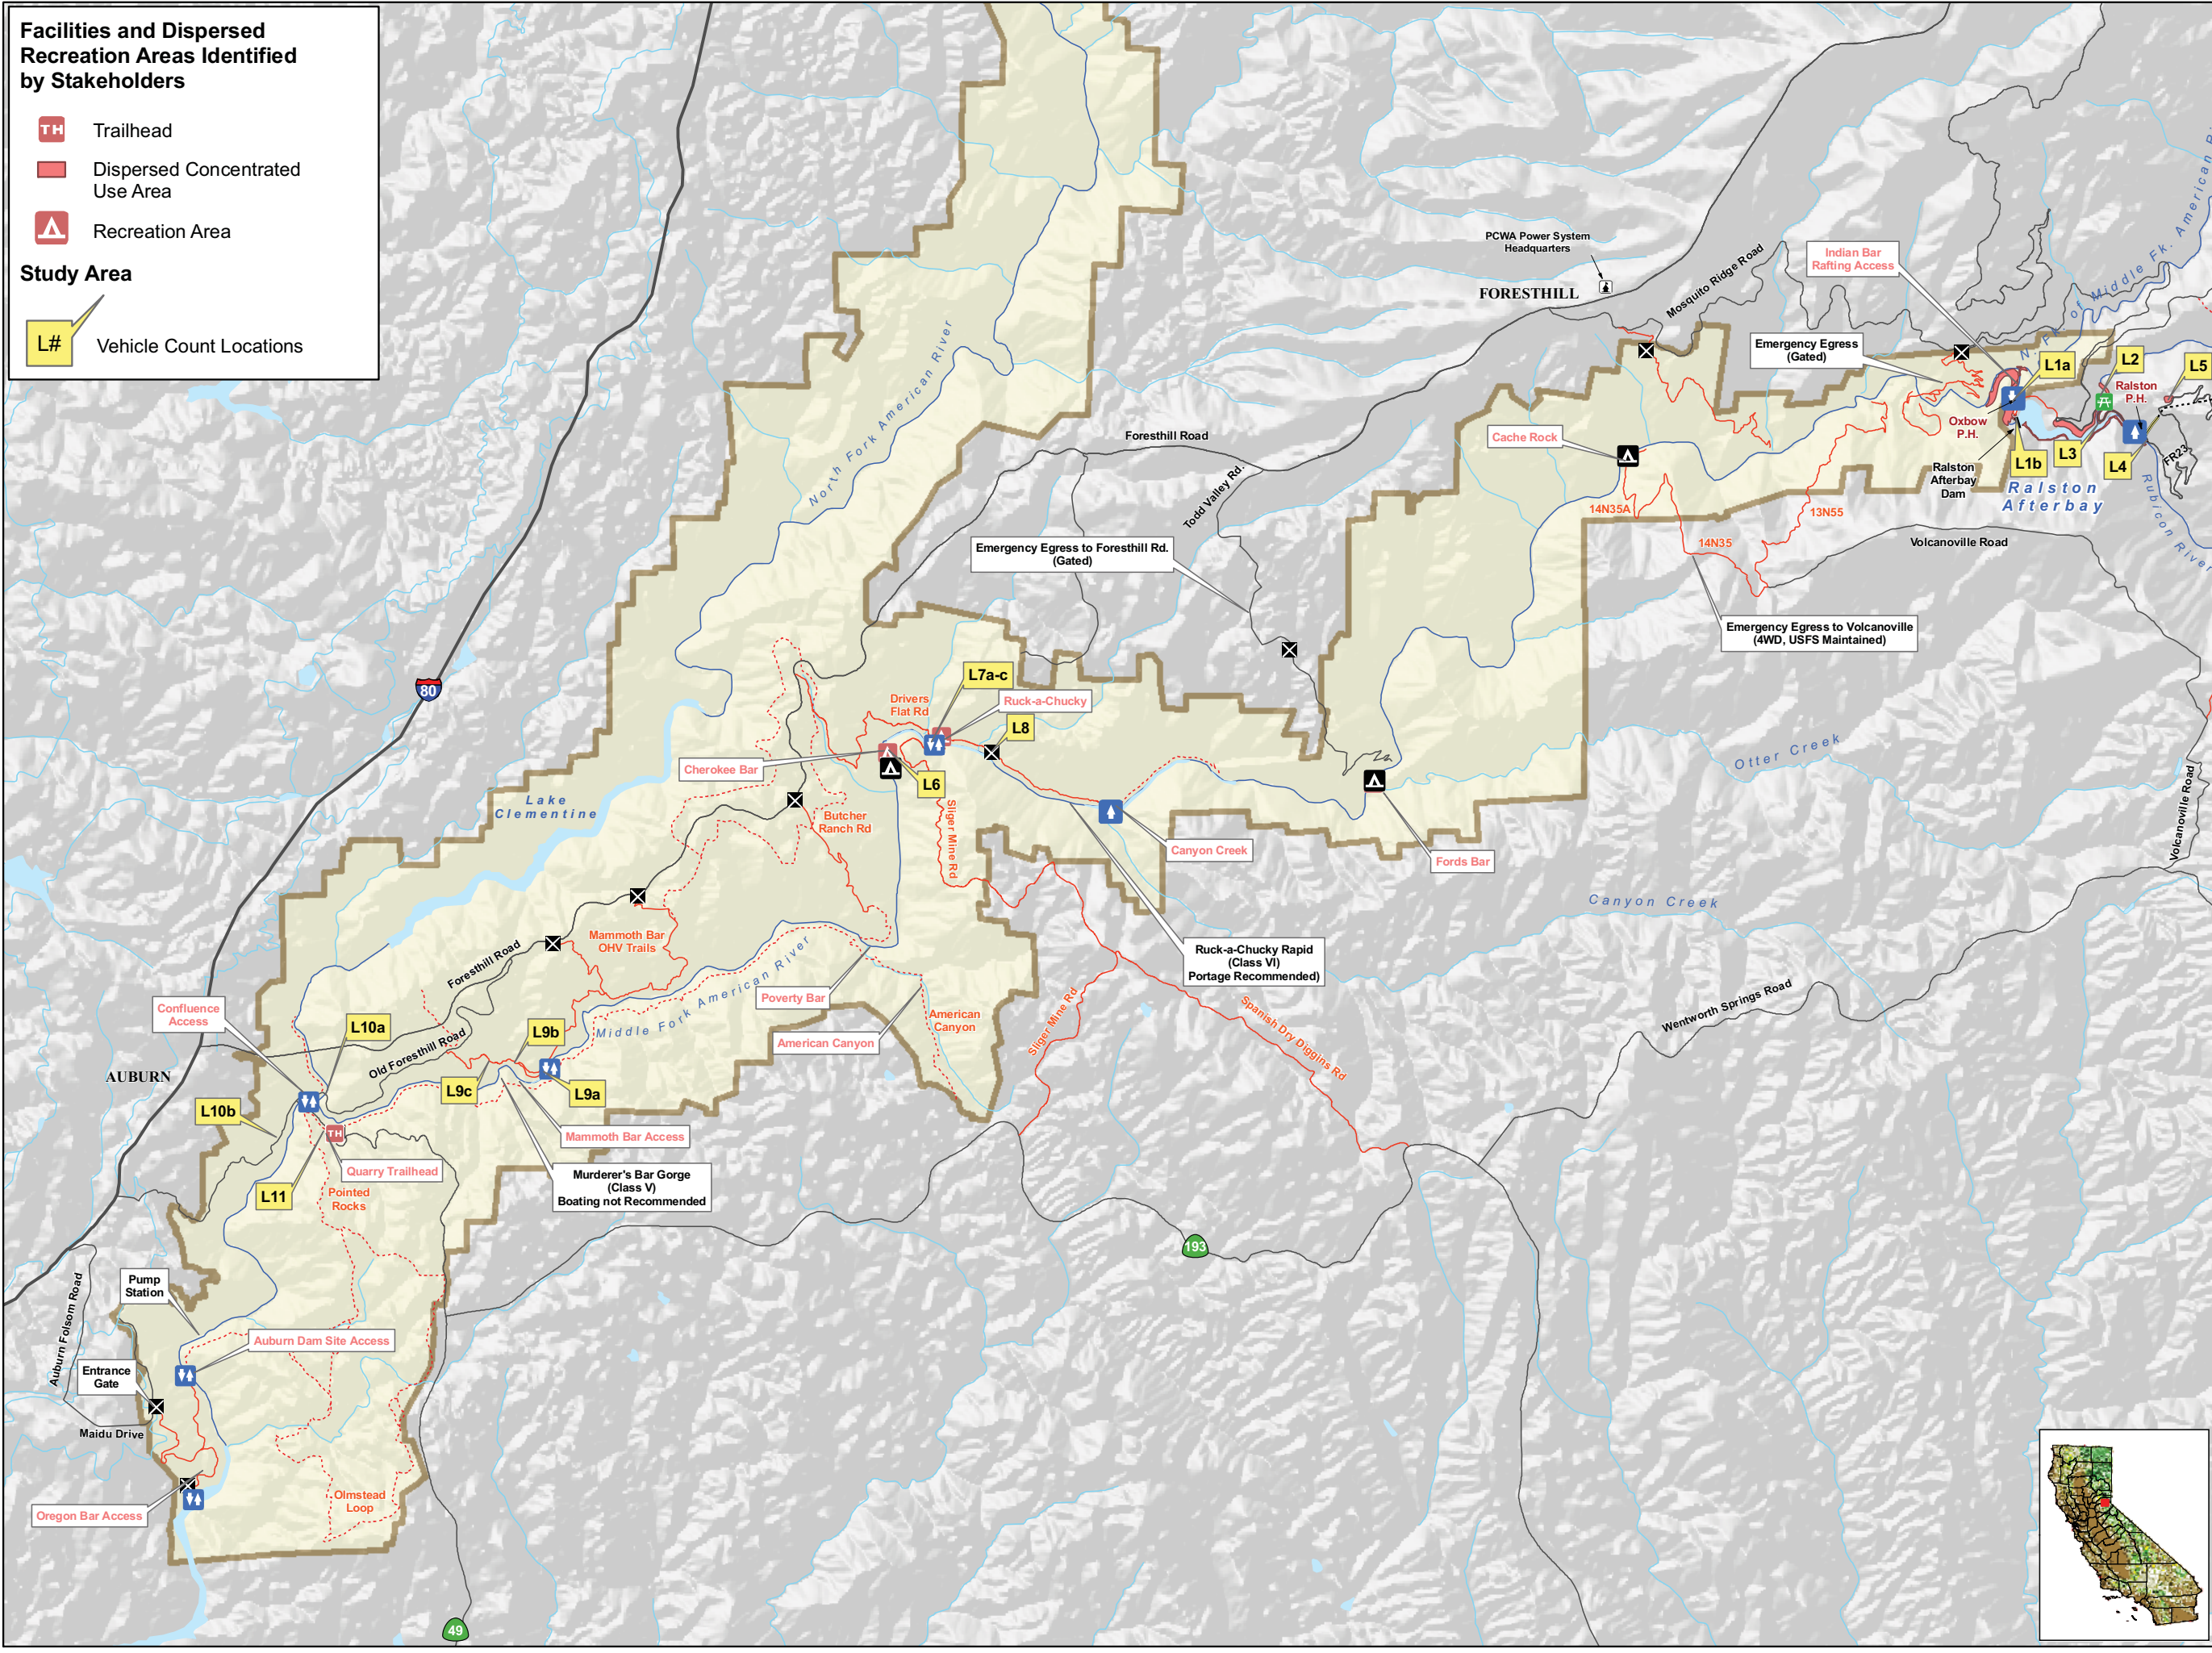 Facilities and Dispersed
Recreation Areas Identified
by Stakeholders
TH
Trailhead
Dispersed Concentrated
Use Area
Recreation Area
Study Area
L#
Vehicle Count Locations
PCWA Power System
Headquarters
FORESTHILL
Mosquito Ridge Road
Indian Bar
Rafting Access
N. Fk. of Middle Fk. American R
Emergency Egress
(Gated)
L1a
L2
L5
Ralston
P.H.
Oxbow
P.H.
L1b
L3
L4
FR23
Ralston
Afterbay
Dam
Ralston
Afterbay
Rubicon River
Cache Rock
14N35A
13N55
14N35
Volcanoville Road
Emergency Egress to Volcanoville
(4WD, USFS Maintained)
North Fork American River
Foresthill Road
Todd Valley Rd.
Emergency Egress to Foresthill Rd.
(Gated)
80
L7a-c
Drivers
Flat Rd
Ruck-a-Chucky
L8
Cherokee Bar
L6
Otter Creek
Volcanoville Road
Lake
Clementine
Butcher
Ranch Rd
Sliger Mine Rd
Canyon Creek
Fords Bar
Canyon Creek
Mammoth Bar
OHV Trails
Foresthill Road
Ruck-a-Chucky Rapid
(Class VI)
Portage Recommended)
Middle Fork American River
Poverty Bar
Confluence
Access
L10a
L9b
American
Canyon
American Canyon
Sliger Mine Rd
Spanish Dry Diggins Rd
Wentworth Springs Road
Old Foresthill Road
AUBURN
L9c
L9a
L10b
TH
Mammoth Bar Access
Quarry Trailhead
Murderer's Bar Gorge
(Class V)
Boating not Recommended
L11
Pointed
Rocks
193
Pump
Station
Auburn Folsom Road
Auburn Dam Site Access
Entrance
Gate
Maidu Drive
Olmstead
Loop
Oregon Bar Access
49